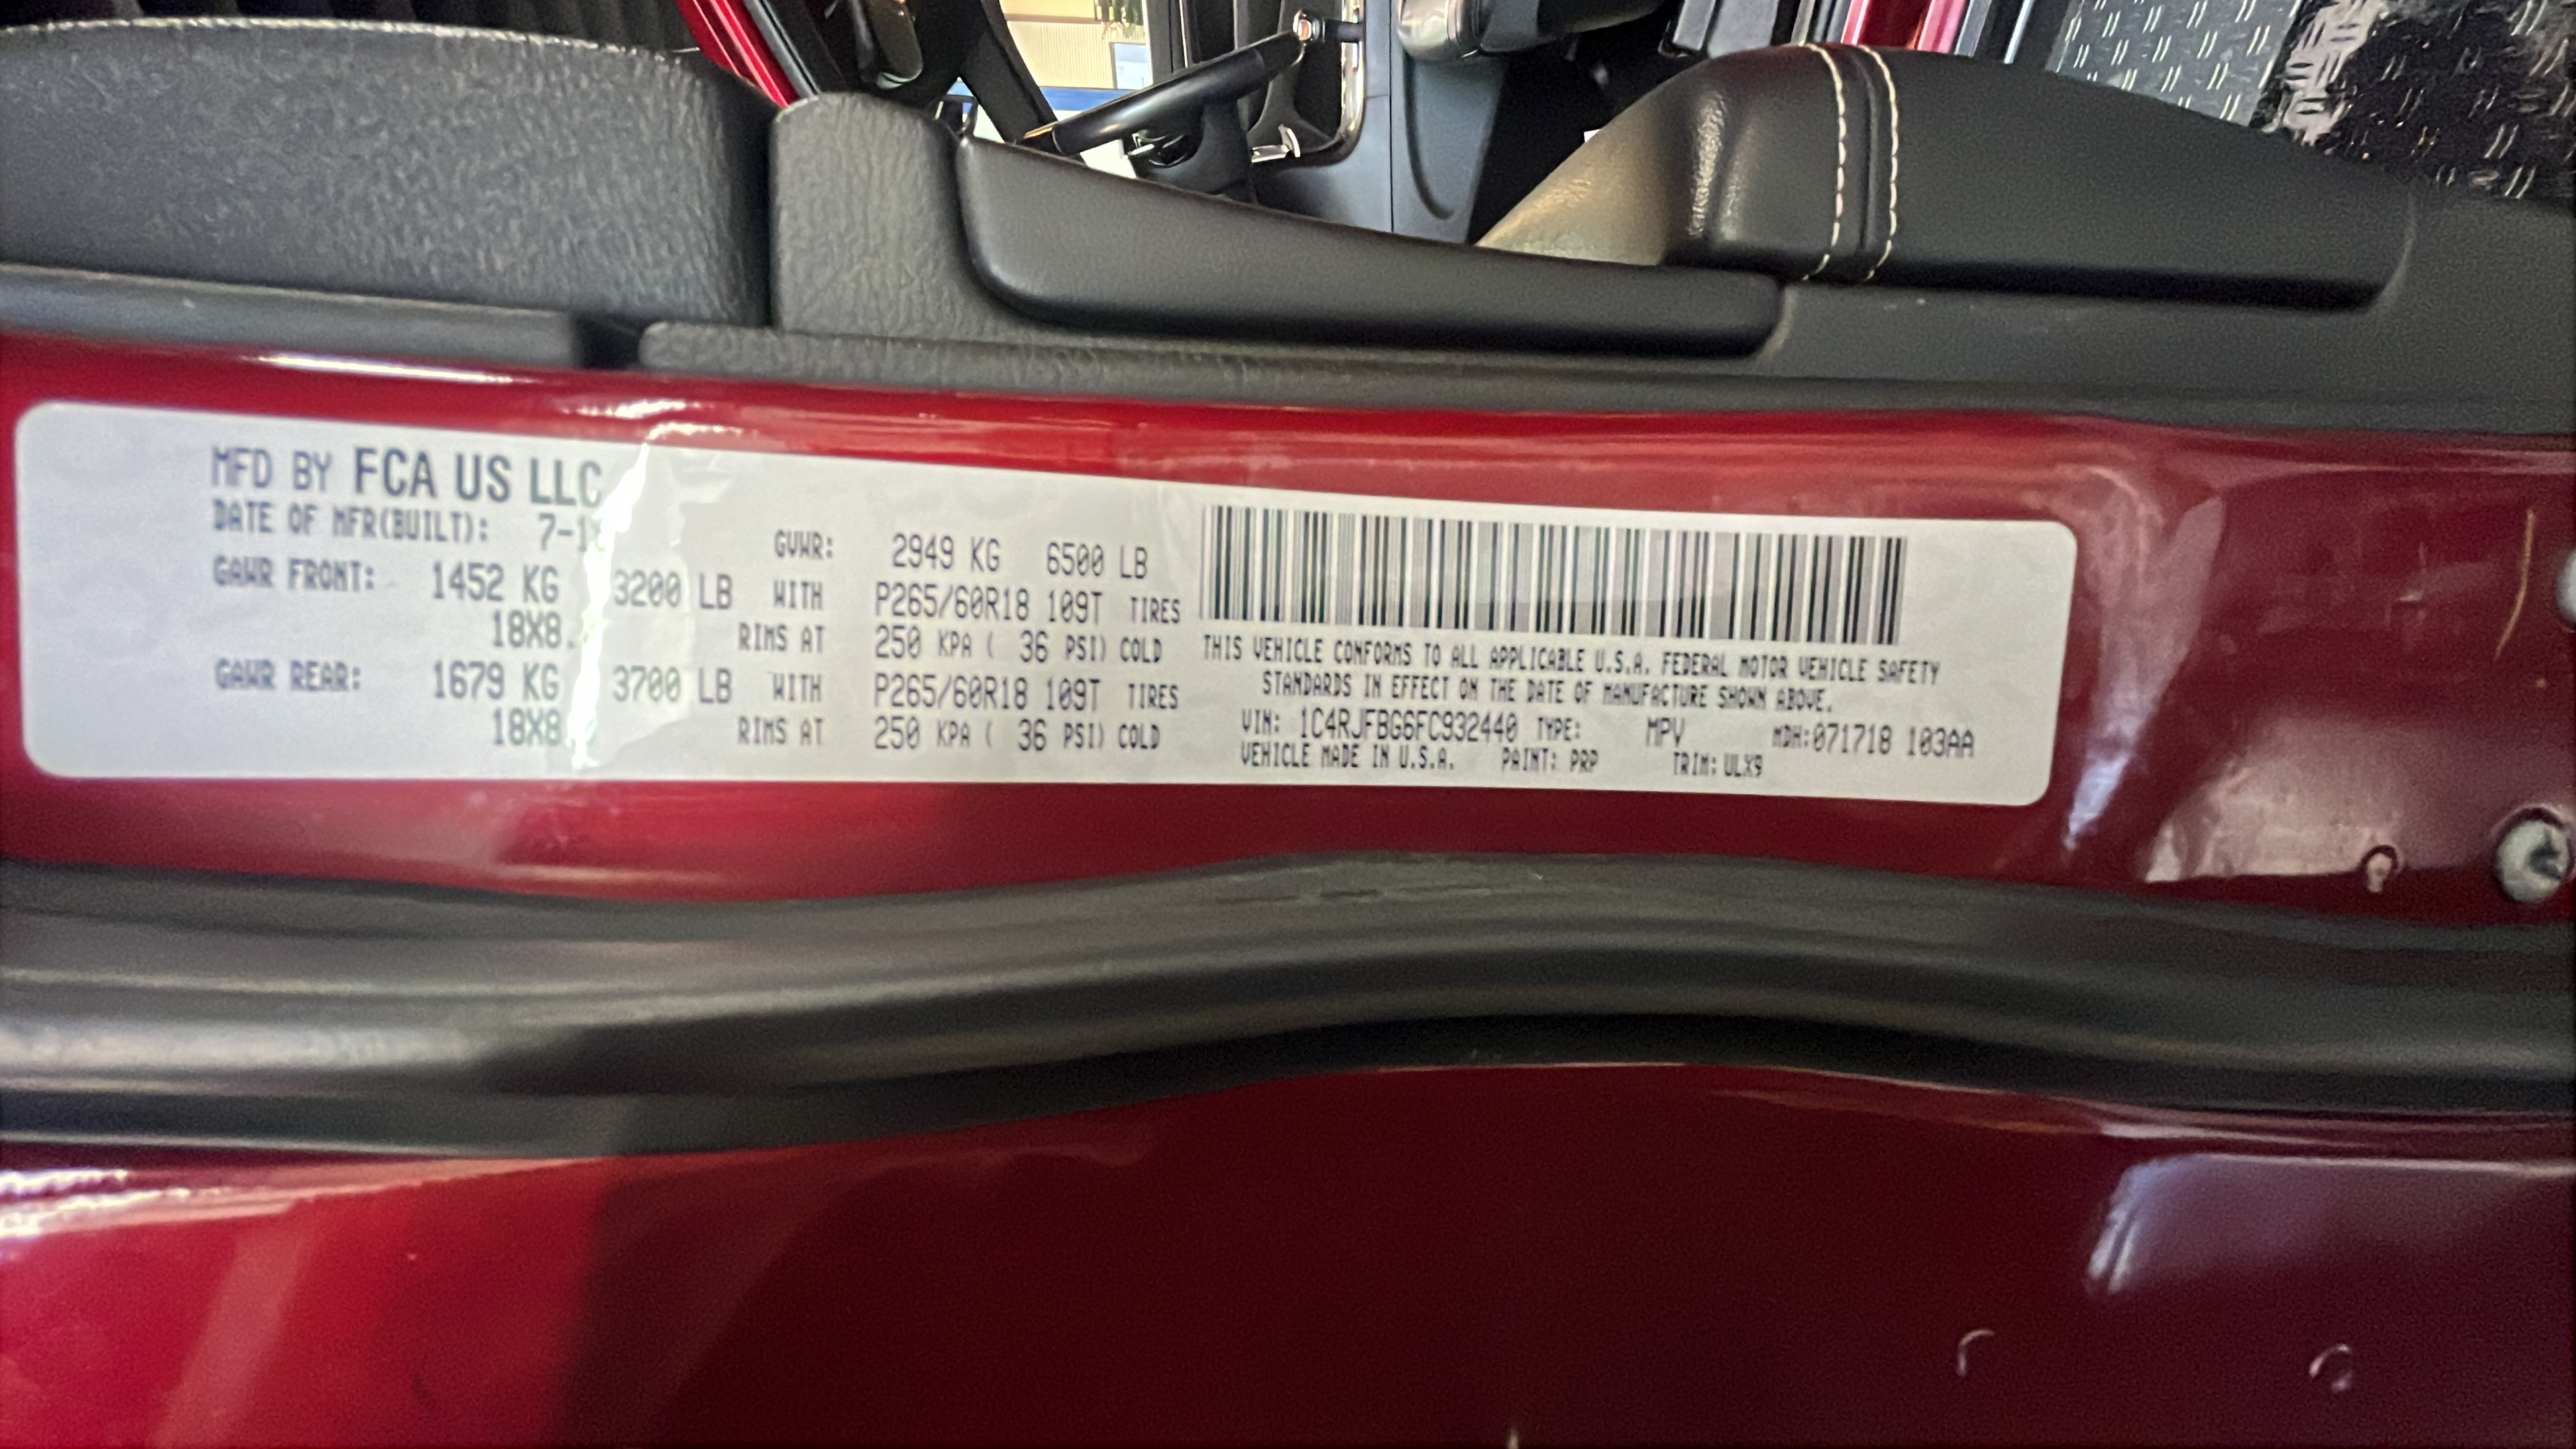 MFD BY FCA US LLC
DATE OF MFR(BUILT): 7-1
GVWR: 2949 KG 6500 LB
GAWR FRONT: 1452 KG 3200 LB WITH P265/60R18 109T TIRES
18X8. RIMS AT 250 KPA ( 36 PSI) COLD
GAWR REAR: 1679 KG 3700 LB WITH P265/60R18 109T TIRES
18X8. RIMS AT 250 KPA ( 36 PSI) COLD
THIS VEHICLE CONFORMS TO ALL APPLICABLE U.S.A. FEDERAL MOTOR VEHICLE SAFETY
STANDARDS IN EFFECT ON THE DATE OF MANUFACTURE SHOWN ABOVE.
VIN: 1C4RJFBG6FC932440 TYPE: MPV MDH:071718 103AA
VEHICLE MADE IN U.S.A. PAINT: PRP TRIM: ULX9